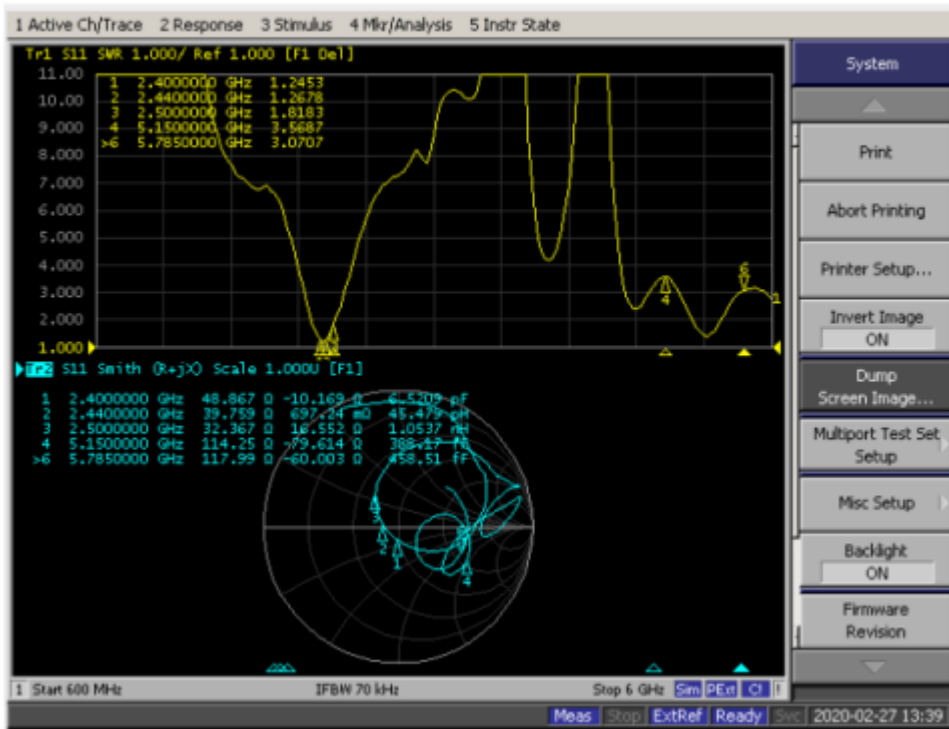 1 Active Ch/Trace 2 Response 3 Stimulus 4 Mkr/Analysis 5 Instr State
Tr1 S11 SWR 1.000/ Ref 1.000 [F1 Del]
11.00
10.00
9.000
8.000
7.000
6.000
5.000
4.000
3.000
2.000
1.000
1 2.4000000 GHz 1.2453
2 2.4400000 GHz 1.2678
3 2.5000000 GHz 1.8183
4 5.1500000 GHz 3.5687
>6 5.7850000 GHz 3.0707
4
6
1
Tr2 S11 Smith (R+jX) Scale 1.000U [F1]
1 2.4000000 GHz 48.867 Ω -10.169 Ω 6.5209 pF
2 2.4400000 GHz 39.759 Ω 697.24 mΩ 45.479 pH
3 2.5000000 GHz 32.367 Ω 16.552 Ω 1.0537 nH
4 5.1500000 GHz 114.25 Ω -79.614 Ω 388.17 fF
>6 5.7850000 GHz 117.99 Ω -60.003 Ω 458.51 fF
3
2
1
4
1 Start 600 MHz IFBW 70 kHz Stop 6 GHz Sim PExt C! !
Meas Stop ExtRef Ready Svc 2020-02-27 13:39
System
Print
Abort Printing
Printer Setup...
Invert Image
ON
Dump
Screen Image...
Multiport Test Set
Setup
Misc Setup
Backlight
ON
Firmware
Revision